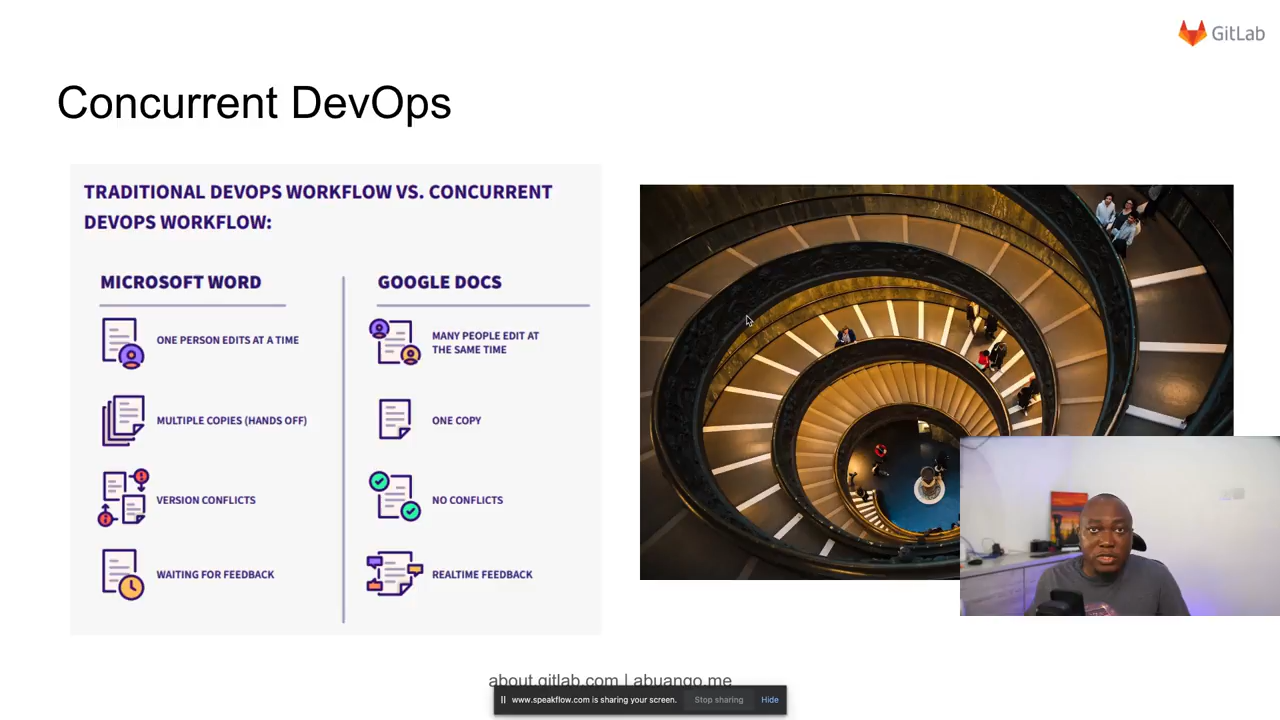 GitLab
Concurrent DevOps
TRADITIONAL DEVOPS WORKFLOW VS. CONCURRENT
DEVOPS WORKFLOW:
MICROSOFT WORD
ONE PERSON EDITS AT A TIME
MULTIPLE COPIES (HANDS OFF)
VERSION CONFLICTS
WAITING FOR FEEDBACK
GOOGLE DOCS
MANY PEOPLE EDIT AT
THE SAME TIME
ONE COPY
NO CONFLICTS
REALTIME FEEDBACK
about.gitlab.com | abuango.me
www.speakflow.com is sharing your screen.
Stop sharing
Hide